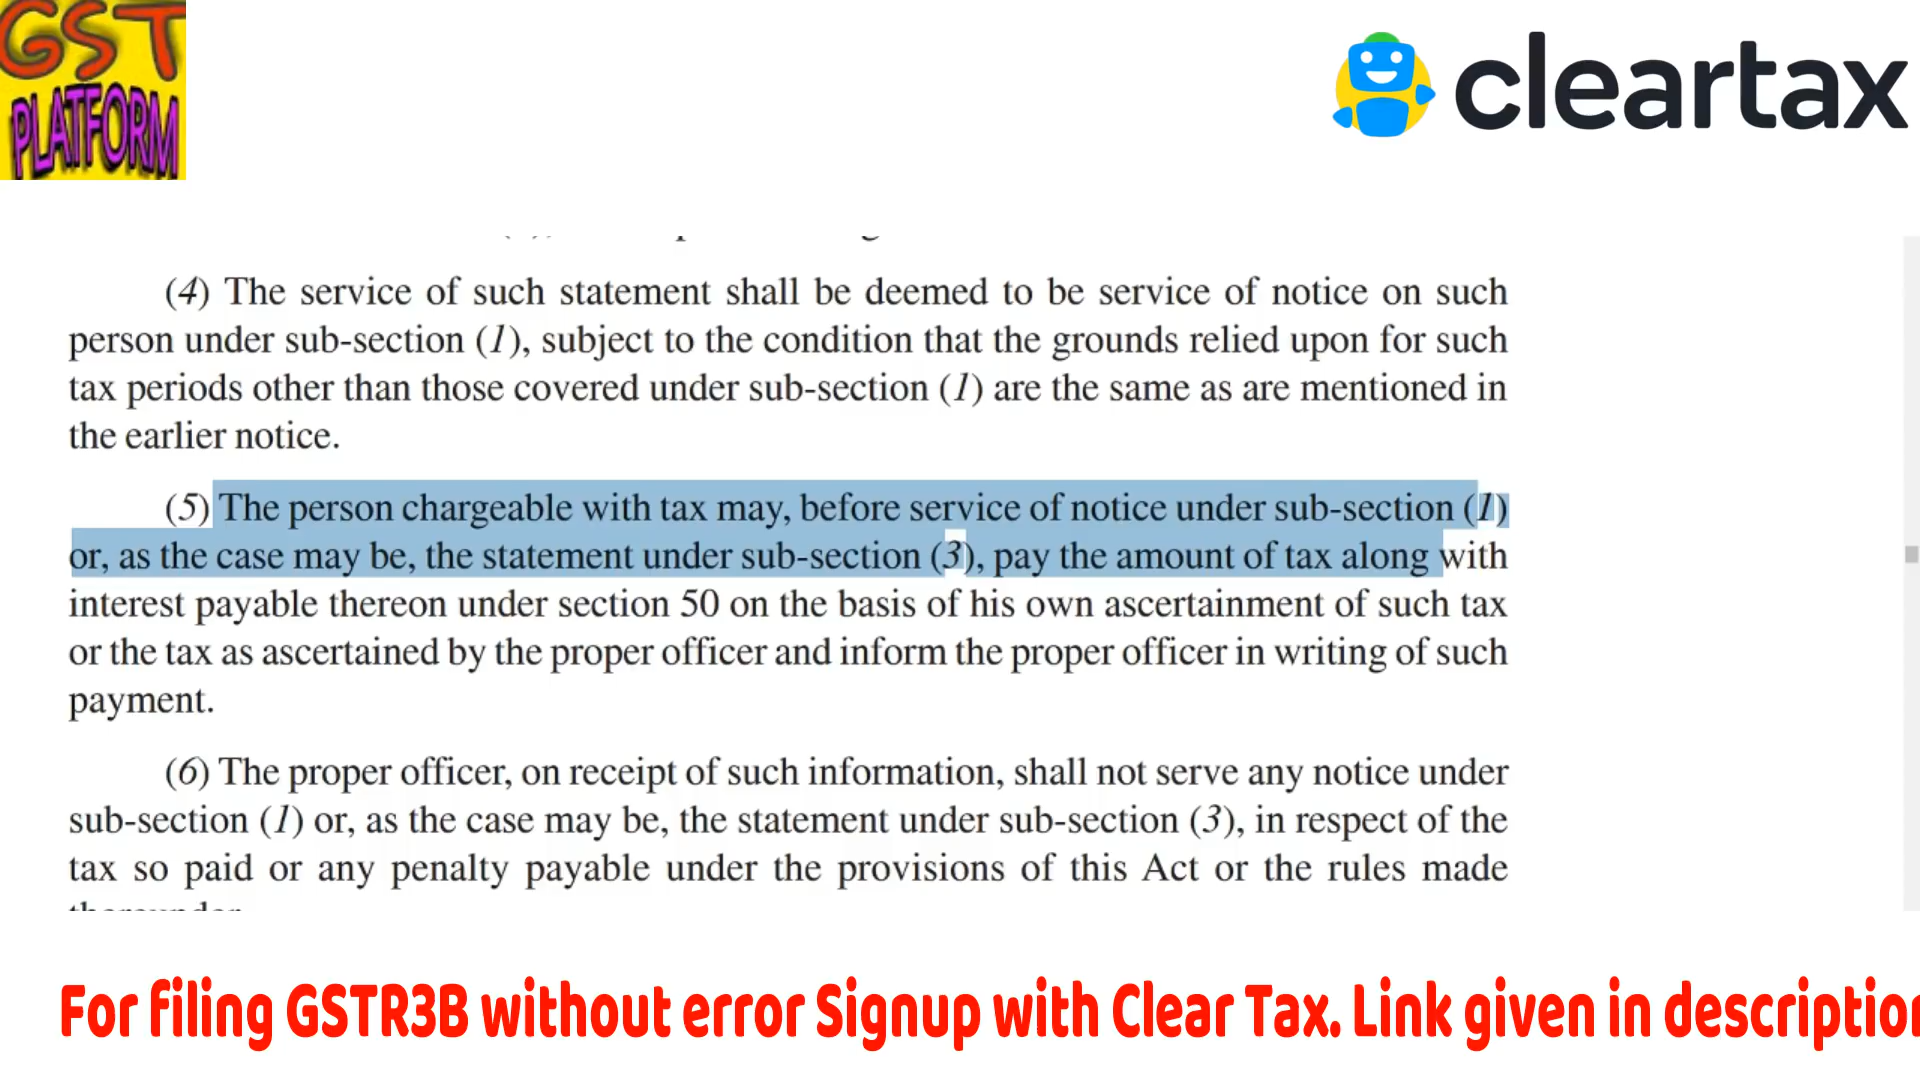 GST
PLATFORM
cleartax
(4) The service of such statement shall be deemed to be service of notice on such
person under sub-section (1), subject to the condition that the grounds relied upon for such
tax periods other than those covered under sub-section (1) are the same as are mentioned in
the earlier notice.
(5) The person chargeable with tax may, before service of notice under sub-section (1)
or, as the case may be, the statement under sub-section (3), pay the amount of tax along with
interest payable thereon under section 50 on the basis of his own ascertainment of such tax
or the tax as ascertained by the proper officer and inform the proper officer in writing of such
payment.
(6) The proper officer, on receipt of such information, shall not serve any notice under
sub-section (1) or, as the case may be, the statement under sub-section (3), in respect of the
tax so paid or any penalty payable under the provisions of this Act or the rules made
For filing GSTR3B without error Signup with Clear Tax. Link given in description